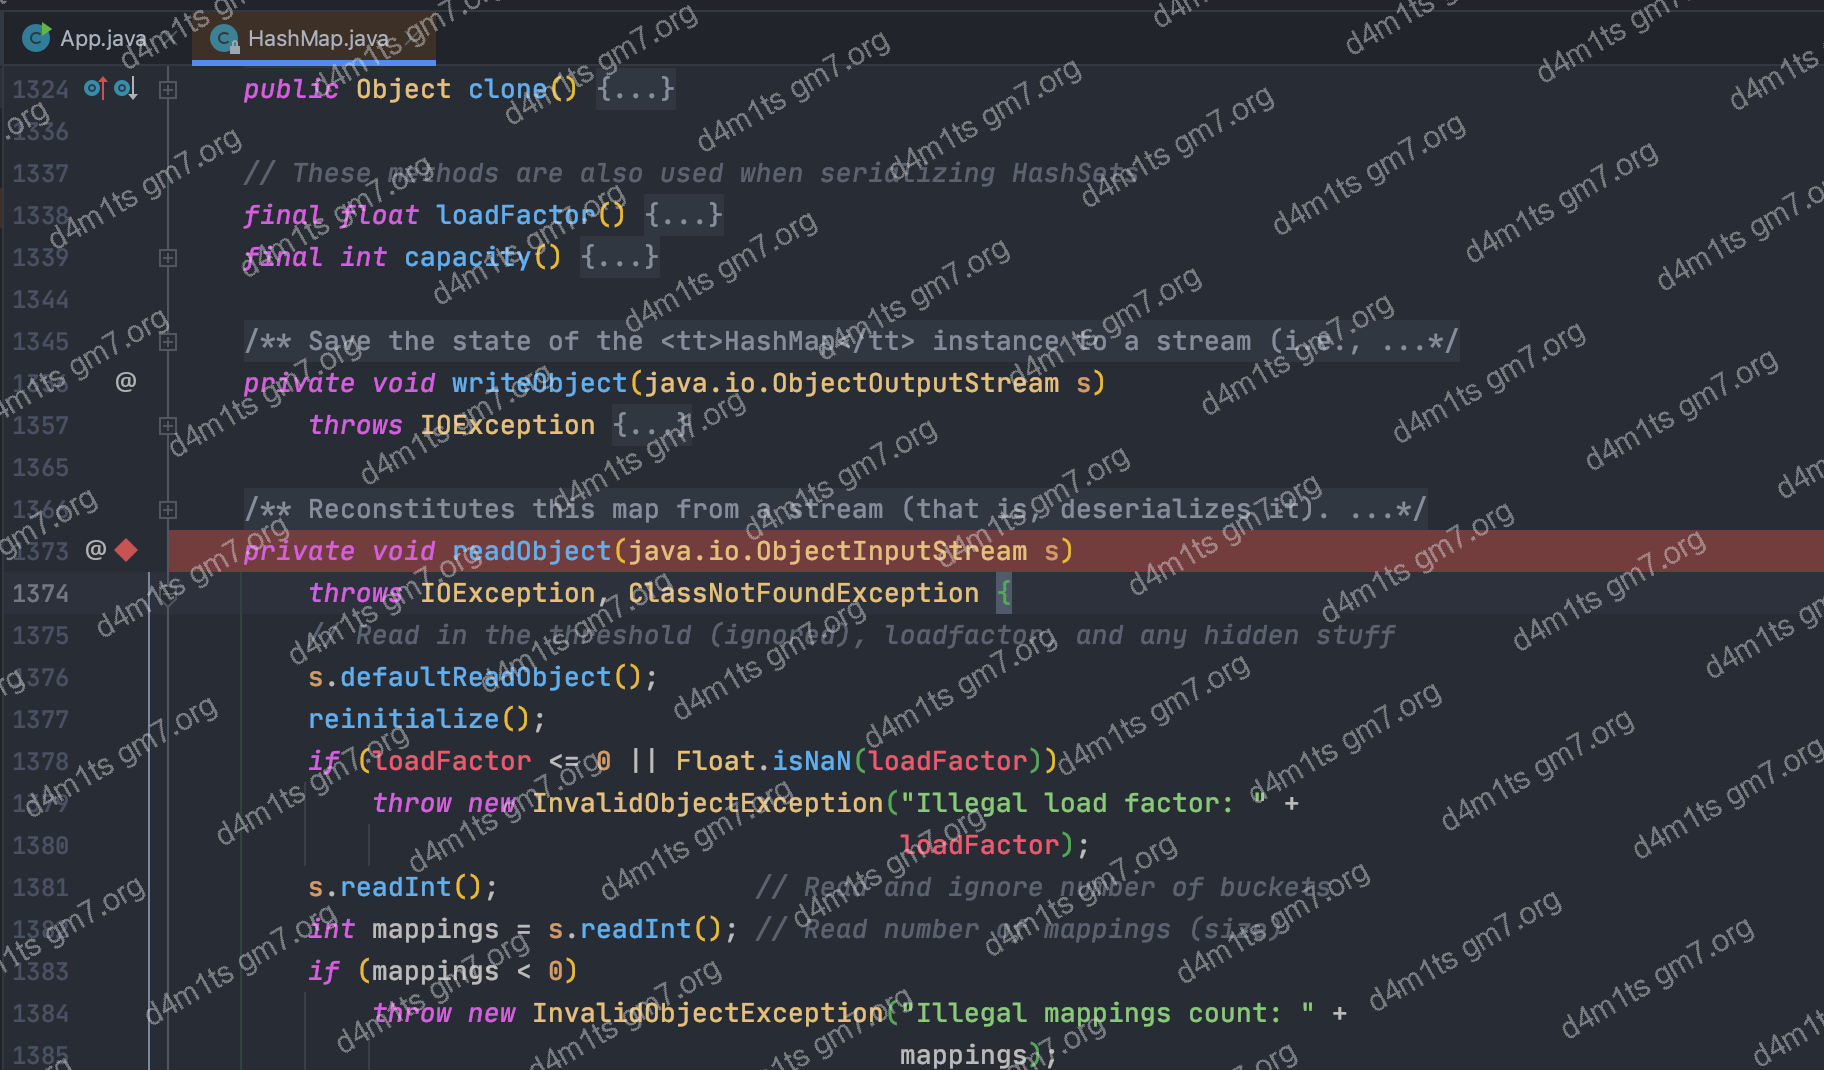 App.java HashMap.java
1324 public Object clone() {...}
1336
1337 // These methods are also used when serializing HashSets
1338 final float loadFactor() {...}
1339 final int capacity() {...}
1344
1345 /** Save the state of the <tt>HashMap</tt> instance to a stream (i.e., ...*/
@ private void writeObject(java.io.ObjectOutputStream s)
1357 throws IOException {...}
1365
1366 /** Reconstitutes this map from a stream (that is, deserializes it). ...*/
1373 @ private void readObject(java.io.ObjectInputStream s)
1374 throws IOException, ClassNotFoundException {
1375 // Read in the threshold (ignored), loadfactor, and any hidden stuff
1376 s.defaultReadObject();
1377 reinitialize();
1378 if (loadFactor <= 0 || Float.isNaN(loadFactor))
1379 throw new InvalidObjectException("Illegal load factor: " +
1380 loadFactor);
1381 s.readInt(); // Read and ignore number of buckets
1382 int mappings = s.readInt(); // Read number of mappings (size)
1383 if (mappings < 0)
1384 throw new InvalidObjectException("Illegal mappings count: " +
1385 mappings);
d4m1ts gm7.org